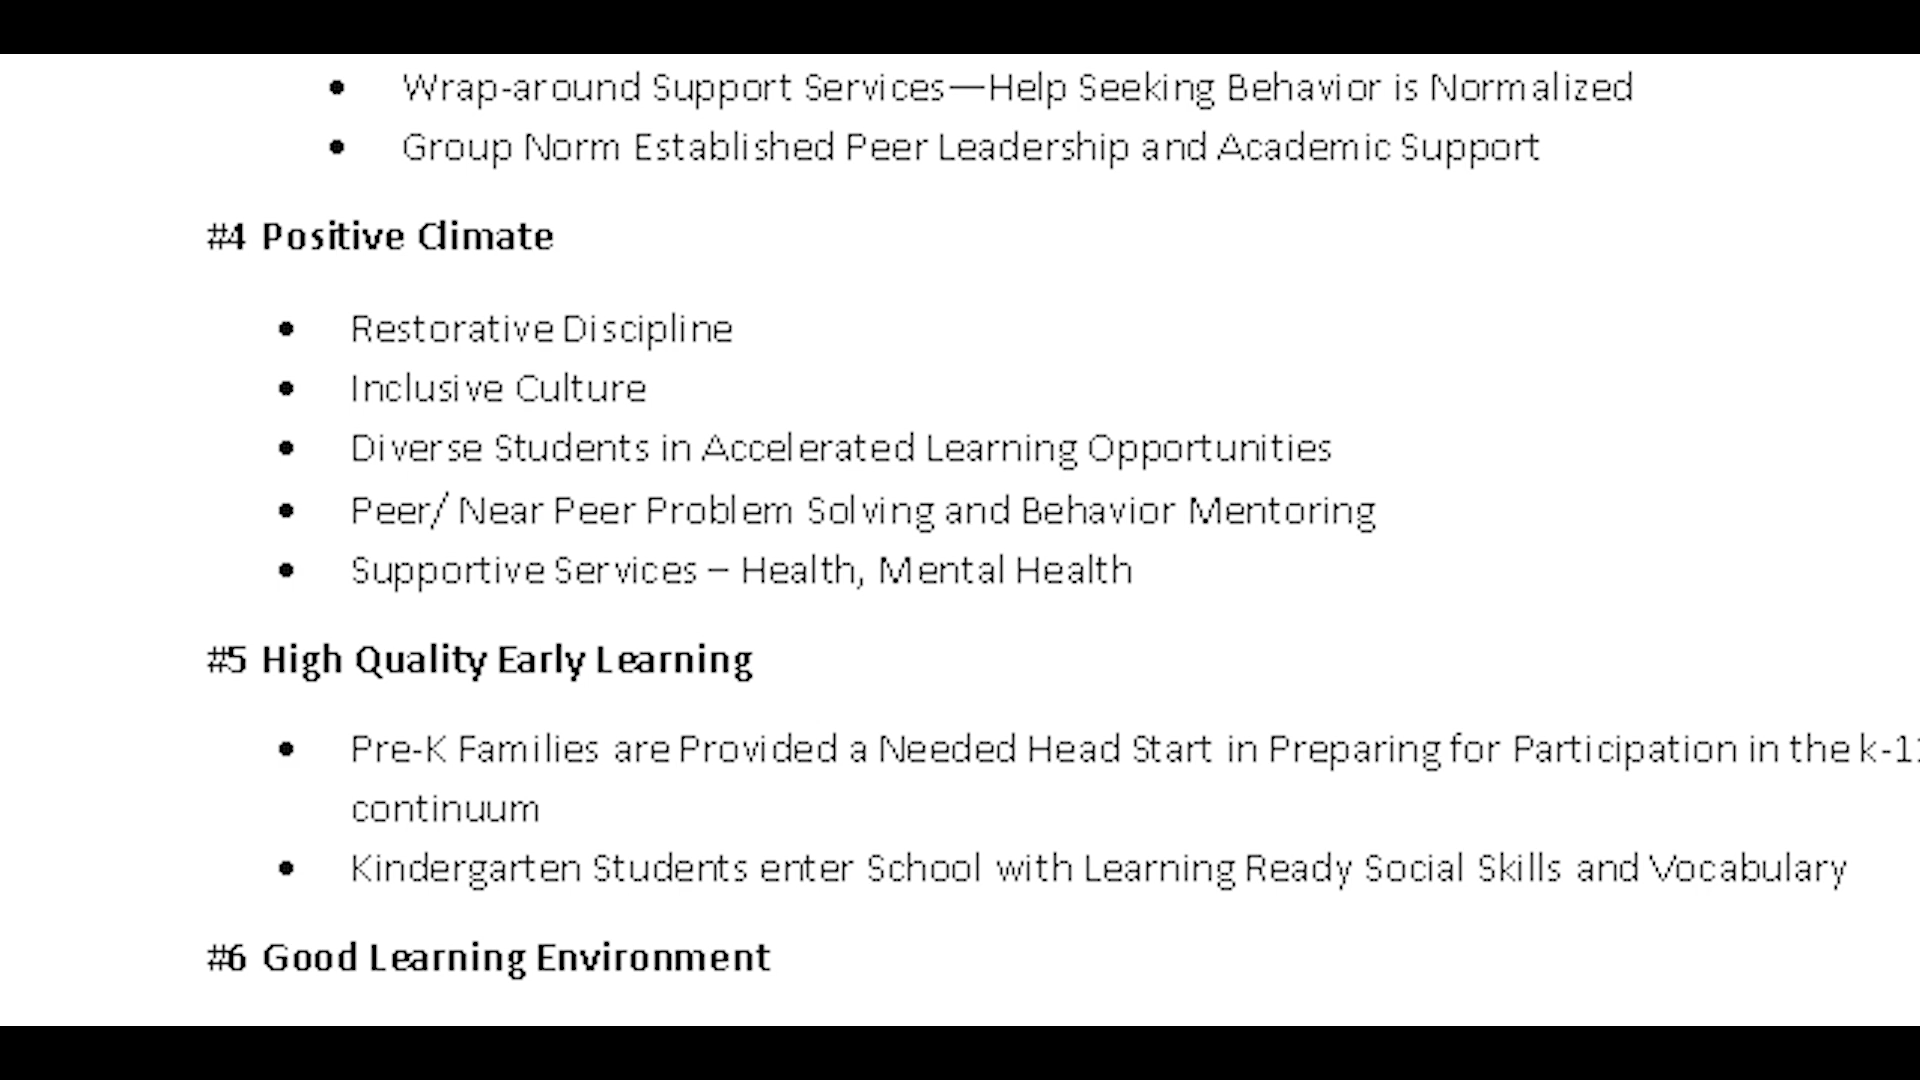 • Wrap-around Support Services—Help Seeking Behavior is Normalized
• Group Norm Established Peer Leadership and Academic Support
#4 Positive Climate
• Restorative Discipline
• Inclusive Culture
• Diverse Students in Accelerated Learning Opportunities
• Peer/ Near Peer Problem Solving and Behavior Mentoring
• Supportive Services – Health, Mental Health
#5 High Quality Early Learning
• Pre-K Families are Provided a Needed Head Start in Preparing for Participation in the
continuum
• Kindergarten Students enter School with Learning Ready Social Skills and Vocabulary
#6 Good Learning Environment